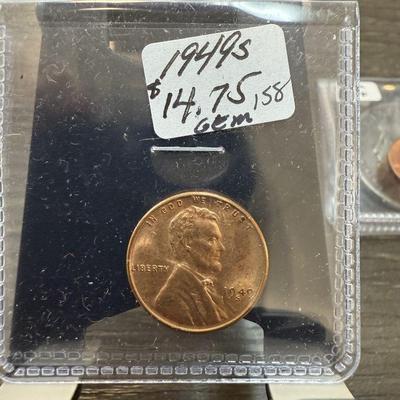 1949s
$14.75 158
GEM
IN GOD WE TRUST
LIBERTY
1949
S